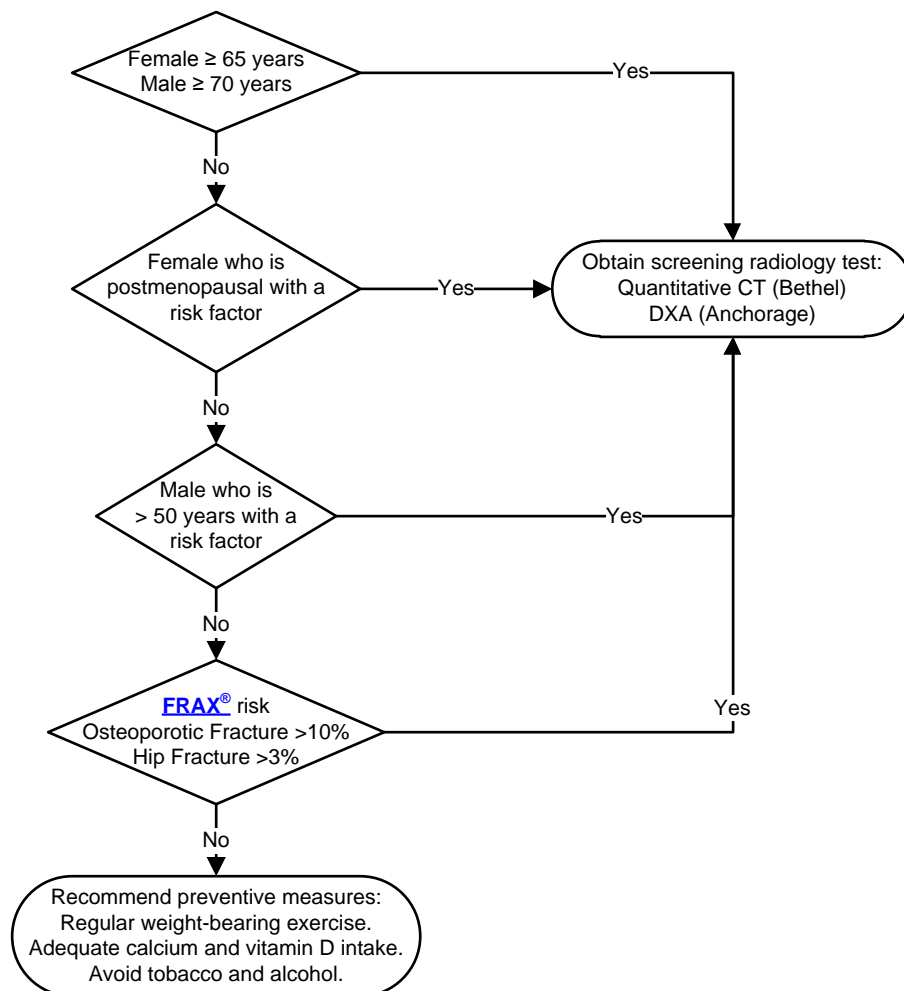 Female ≥ 65 years
Male ≥ 70 years
Yes
No
Female who is
postmenopausal with a
risk factor
Yes
Obtain screening radiology test:
Quantitative CT (Bethel)
DXA (Anchorage)
No
Male who is
> 50 years with a
risk factor
Yes
No
FRAX® risk
Osteoporotic Fracture >10%
Hip Fracture >3%
Yes
No
Recommend preventive measures:
Regular weight-bearing exercise.
Adequate calcium and vitamin D intake.
Avoid tobacco and alcohol.